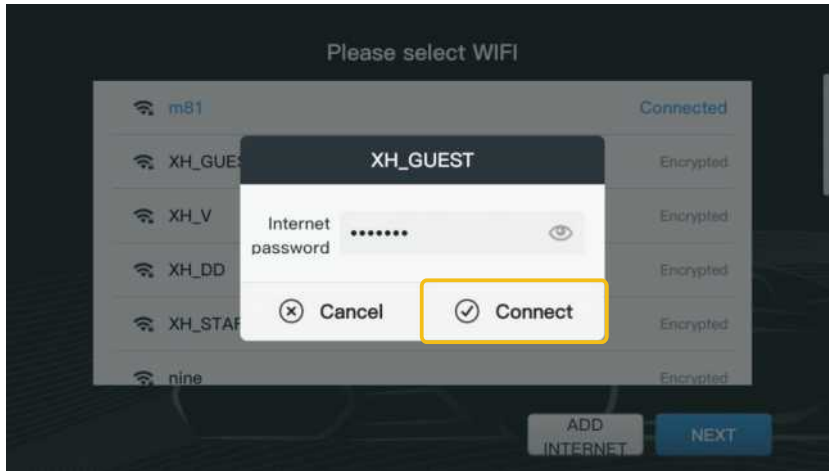 Please select WIFI
m81 Connected
XH_GUES Encrypted
XH_GUEST
XH_V Encrypted
Internet
password •••••••
XH_DD Encrypted
Cancel Connect
XH_STAR Encrypted
nine Encrypted
ADD
INTERNET
NEXT